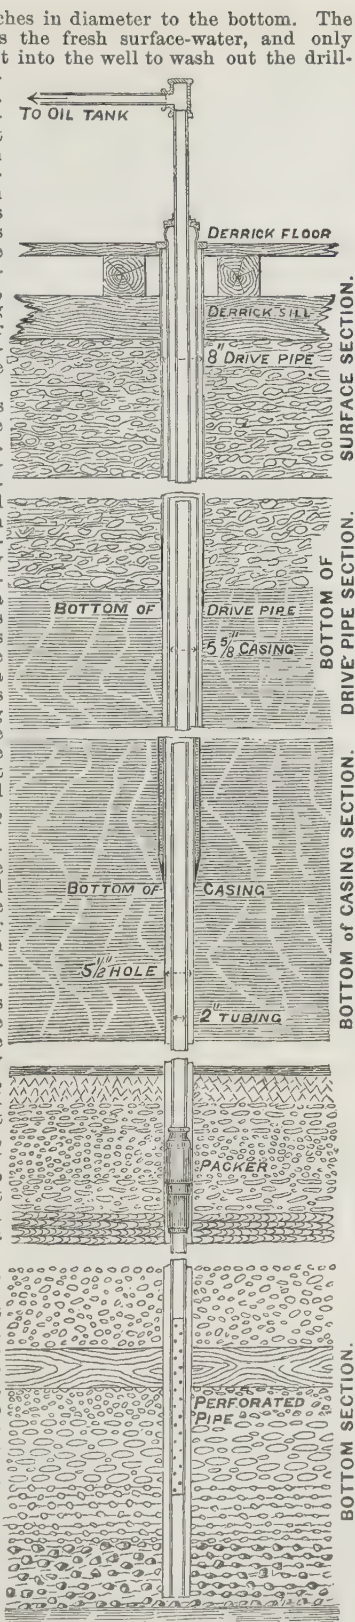 ches in diameter to the bottom. The
s the fresh surface-water, and only
t into the well to wash out the drill-
TO OIL TANK
DERRICK FLOOR
DERRICK SILL
8" DRIVE PIPE
SURFACE SECTION.
BOTTOM OF DRIVE PIPE
5 5/8" CASING
BOTTOM OF
DRIVE PIPE SECTION.
BOTTOM OF CASING
5 1/2" HOLE
2" TUBING
BOTTOM of CASING SECTION.
PACKER
PERFORATED
PIPE
BOTTOM SECTION.